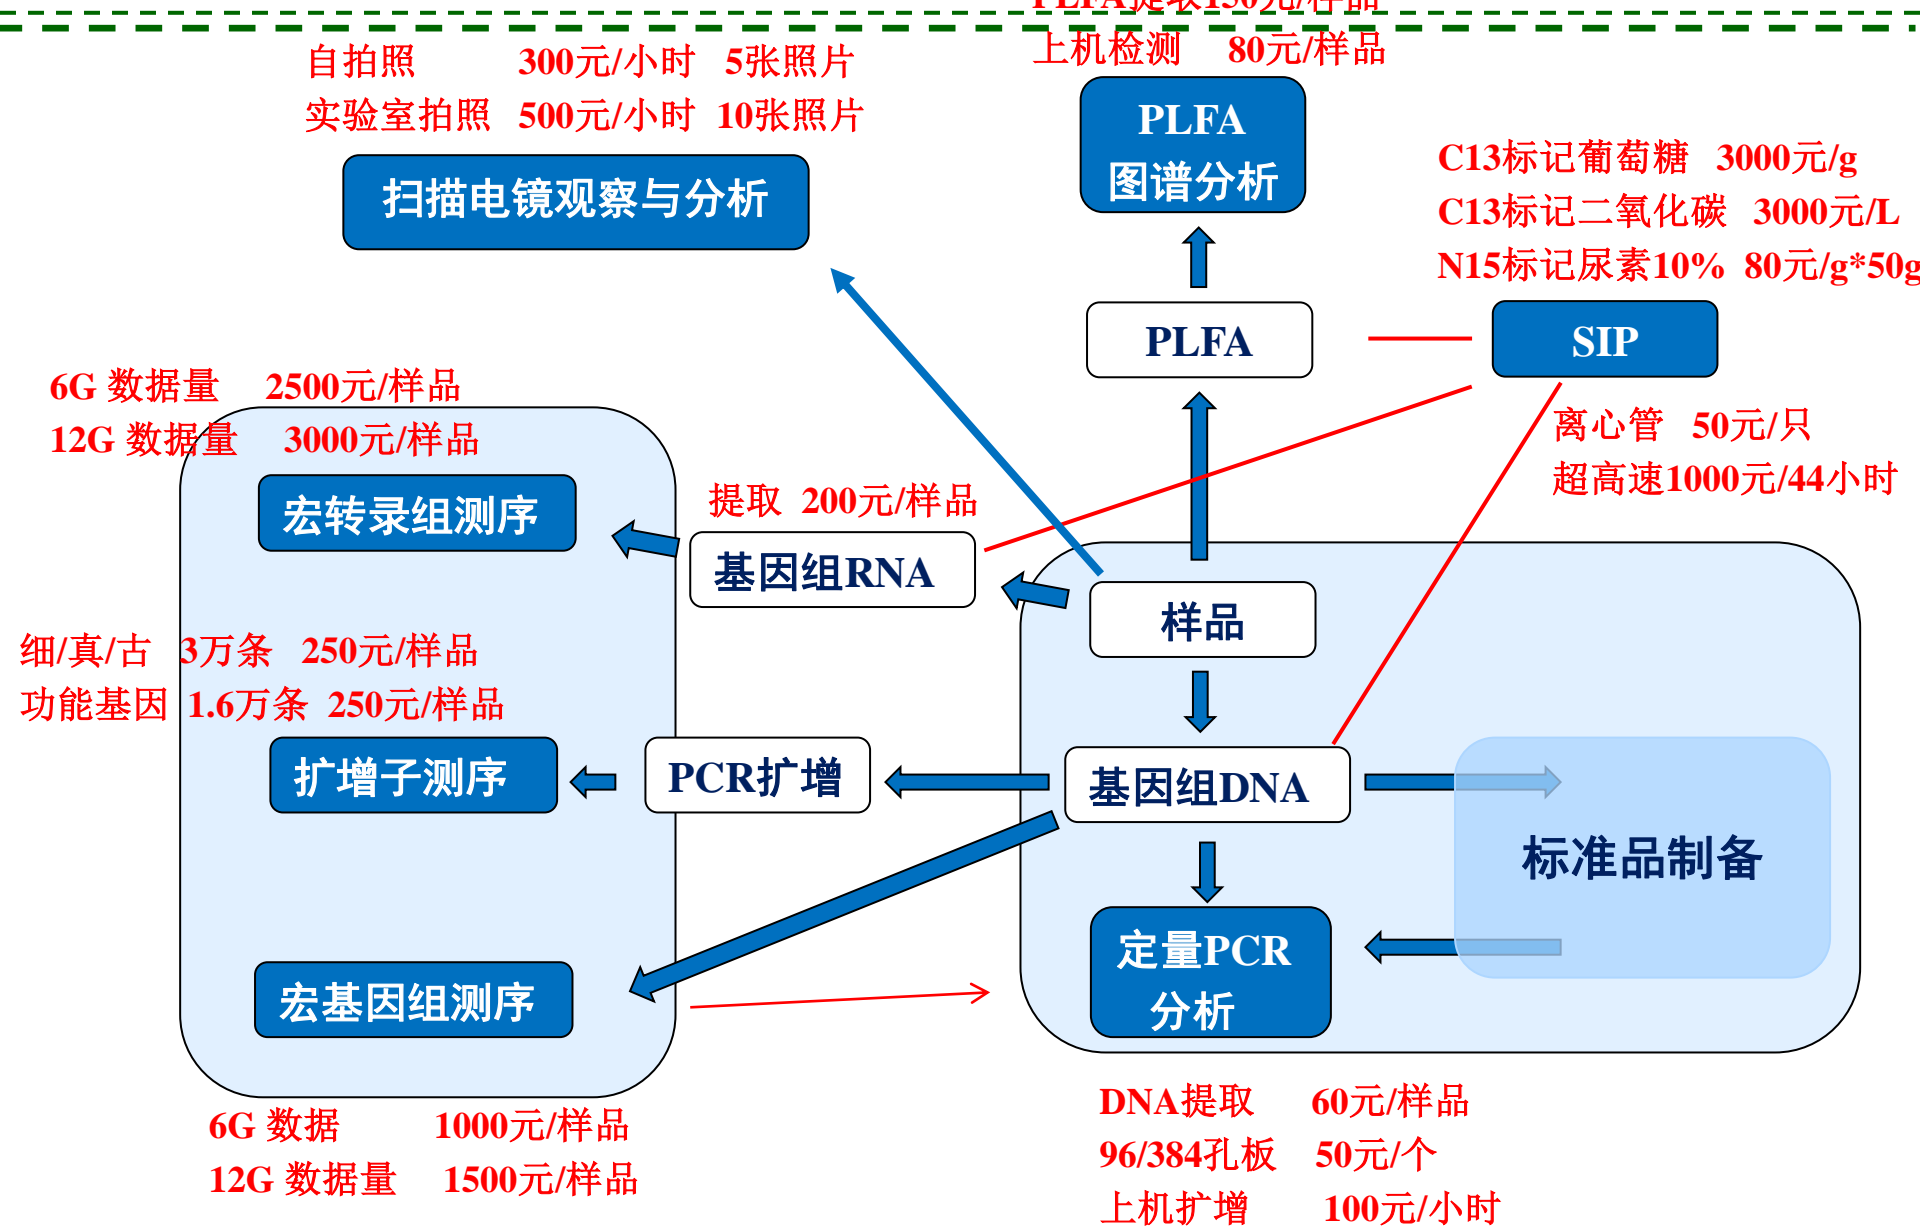 PLFA提取150元/样品
上机检测 80元/样品
自拍照 300元/小时 5张照片
实验室拍照 500元/小时 10张照片
PLFA
图谱分析
扫描电镜观察与分析
C13标记葡萄糖 3000元/g
C13标记二氧化碳 3000元/L
N15标记尿素10% 80元/g*50g
PLFA
SIP
6G 数据量 2500元/样品
12G 数据量 3000元/样品
离心管 50元/只
超高速1000元/44小时
宏转录组测序
提取 200元/样品
基因组RNA
样品
细/真/古 3万条 250元/样品
功能基因 1.6万条 250元/样品
扩增子测序
PCR扩增
基因组DNA
标准品制备
定量PCR
分析
宏基因组测序
6G 数据 1000元/样品
12G 数据量 1500元/样品
DNA提取 60元/样品
96/384孔板 50元/个
上机扩增 100元/小时